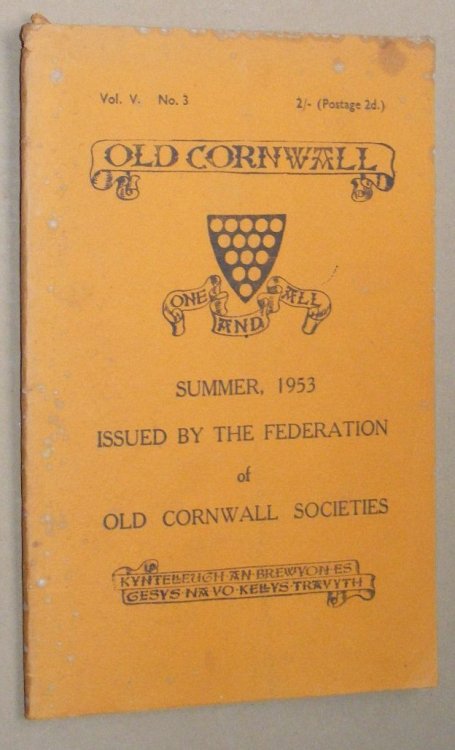 Vol. V. No. 3 2/- (Postage 2d.)
OLD CORNWALL
ONE AND ALL
SUMMER, 1953
ISSUED BY THE FEDERATION
of
OLD CORNWALL SOCIETIES
KYNTELLEUGH·AN·BREWYON·ES
GESYS·NA·VO·KELLYS·TRAVYTH